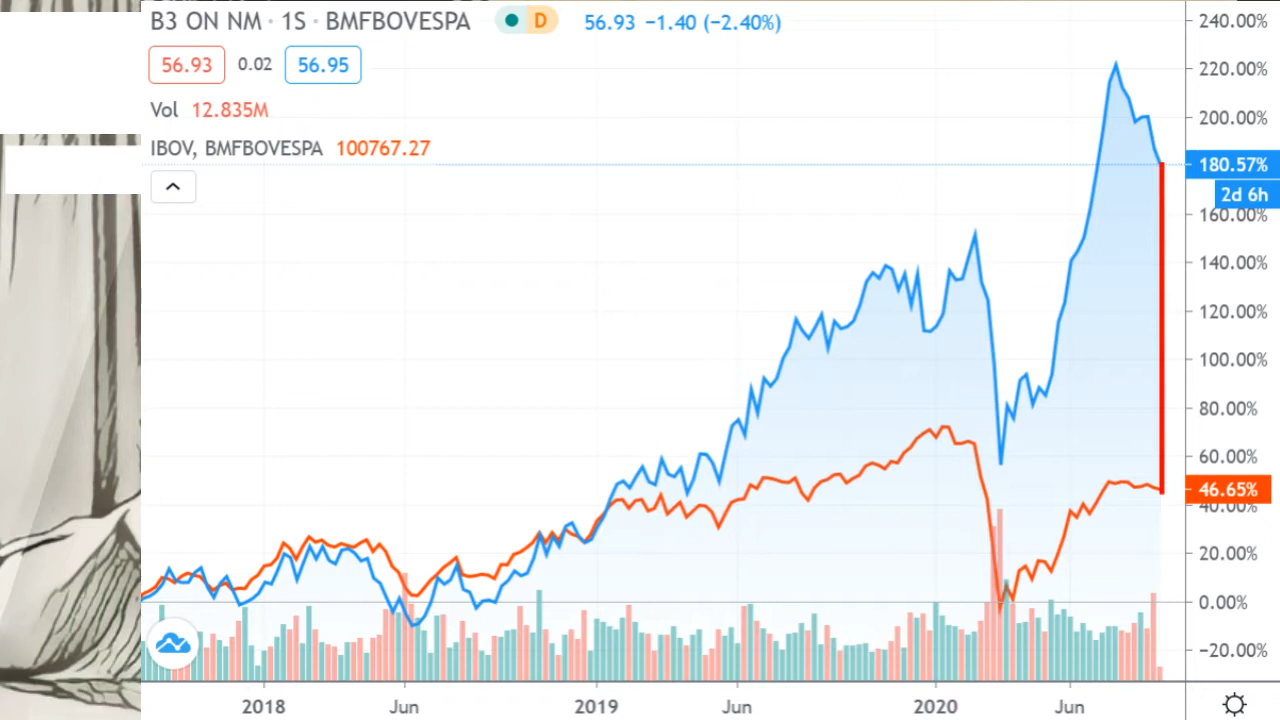 B3 ON NM · 1S · BMFBOVESPA D 56.93 −1.40 (−2.40%)
56.93 0.02 56.95
Vol 12.835M
IBOV, BMFBOVESPA 100767.27
240.00%
220.00%
200.00%
180.57%
2d 6h
160.00%
140.00%
120.00%
100.00%
80.00%
60.00%
46.65%
40.00%
20.00%
0.00%
−20.00%
2018 Jun 2019 Jun 2020 Jun